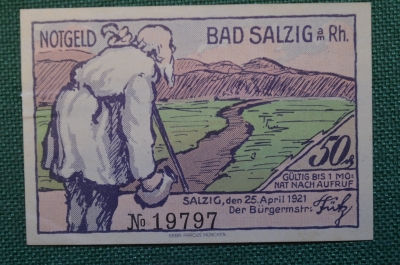 NOTGELD BAD SALZIG am Rh.
50
GÜLTIG BIS 1 MO=
NAT NACH AUFRUF
SALZIG, den 25. April 1921
Der Bürgermstr:
No 19797